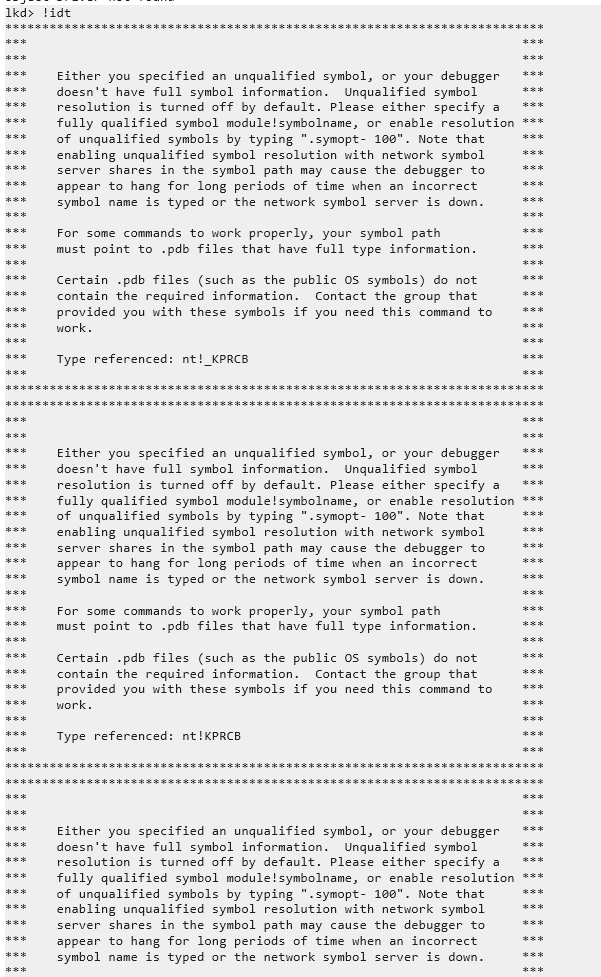 lkd> !idt
*************************************************************************
*** ***
*** ***
*** Either you specified an unqualified symbol, or your debugger ***
*** doesn't have full symbol information.  Unqualified symbol ***
*** resolution is turned off by default. Please either specify a ***
*** fully qualified symbol module!symbolname, or enable resolution ***
*** of unqualified symbols by typing ".symopt- 100". Note that ***
*** enabling unqualified symbol resolution with network symbol ***
*** server shares in the symbol path may cause the debugger to ***
*** appear to hang for long periods of time when an incorrect ***
*** symbol name is typed or the network symbol server is down. ***
*** ***
*** For some commands to work properly, your symbol path ***
*** must point to .pdb files that have full type information. ***
*** ***
*** Certain .pdb files (such as the public OS symbols) do not ***
*** contain the required information.  Contact the group that ***
*** provided you with these symbols if you need this command to ***
*** work. ***
*** ***
*** Type referenced: nt!_KPRCB ***
*** ***
*************************************************************************
*************************************************************************
*** ***
*** ***
*** Either you specified an unqualified symbol, or your debugger ***
*** doesn't have full symbol information.  Unqualified symbol ***
*** resolution is turned off by default. Please either specify a ***
*** fully qualified symbol module!symbolname, or enable resolution ***
*** of unqualified symbols by typing ".symopt- 100". Note that ***
*** enabling unqualified symbol resolution with network symbol ***
*** server shares in the symbol path may cause the debugger to ***
*** appear to hang for long periods of time when an incorrect ***
*** symbol name is typed or the network symbol server is down. ***
*** ***
*** For some commands to work properly, your symbol path ***
*** must point to .pdb files that have full type information. ***
*** ***
*** Certain .pdb files (such as the public OS symbols) do not ***
*** contain the required information.  Contact the group that ***
*** provided you with these symbols if you need this command to ***
*** work. ***
*** ***
*** Type referenced: nt!KPRCB ***
*** ***
*************************************************************************
*************************************************************************
*** ***
*** ***
*** Either you specified an unqualified symbol, or your debugger ***
*** doesn't have full symbol information.  Unqualified symbol ***
*** resolution is turned off by default. Please either specify a ***
*** fully qualified symbol module!symbolname, or enable resolution ***
*** of unqualified symbols by typing ".symopt- 100". Note that ***
*** enabling unqualified symbol resolution with network symbol ***
*** server shares in the symbol path may cause the debugger to ***
*** appear to hang for long periods of time when an incorrect ***
*** symbol name is typed or the network symbol server is down. ***
*** ***